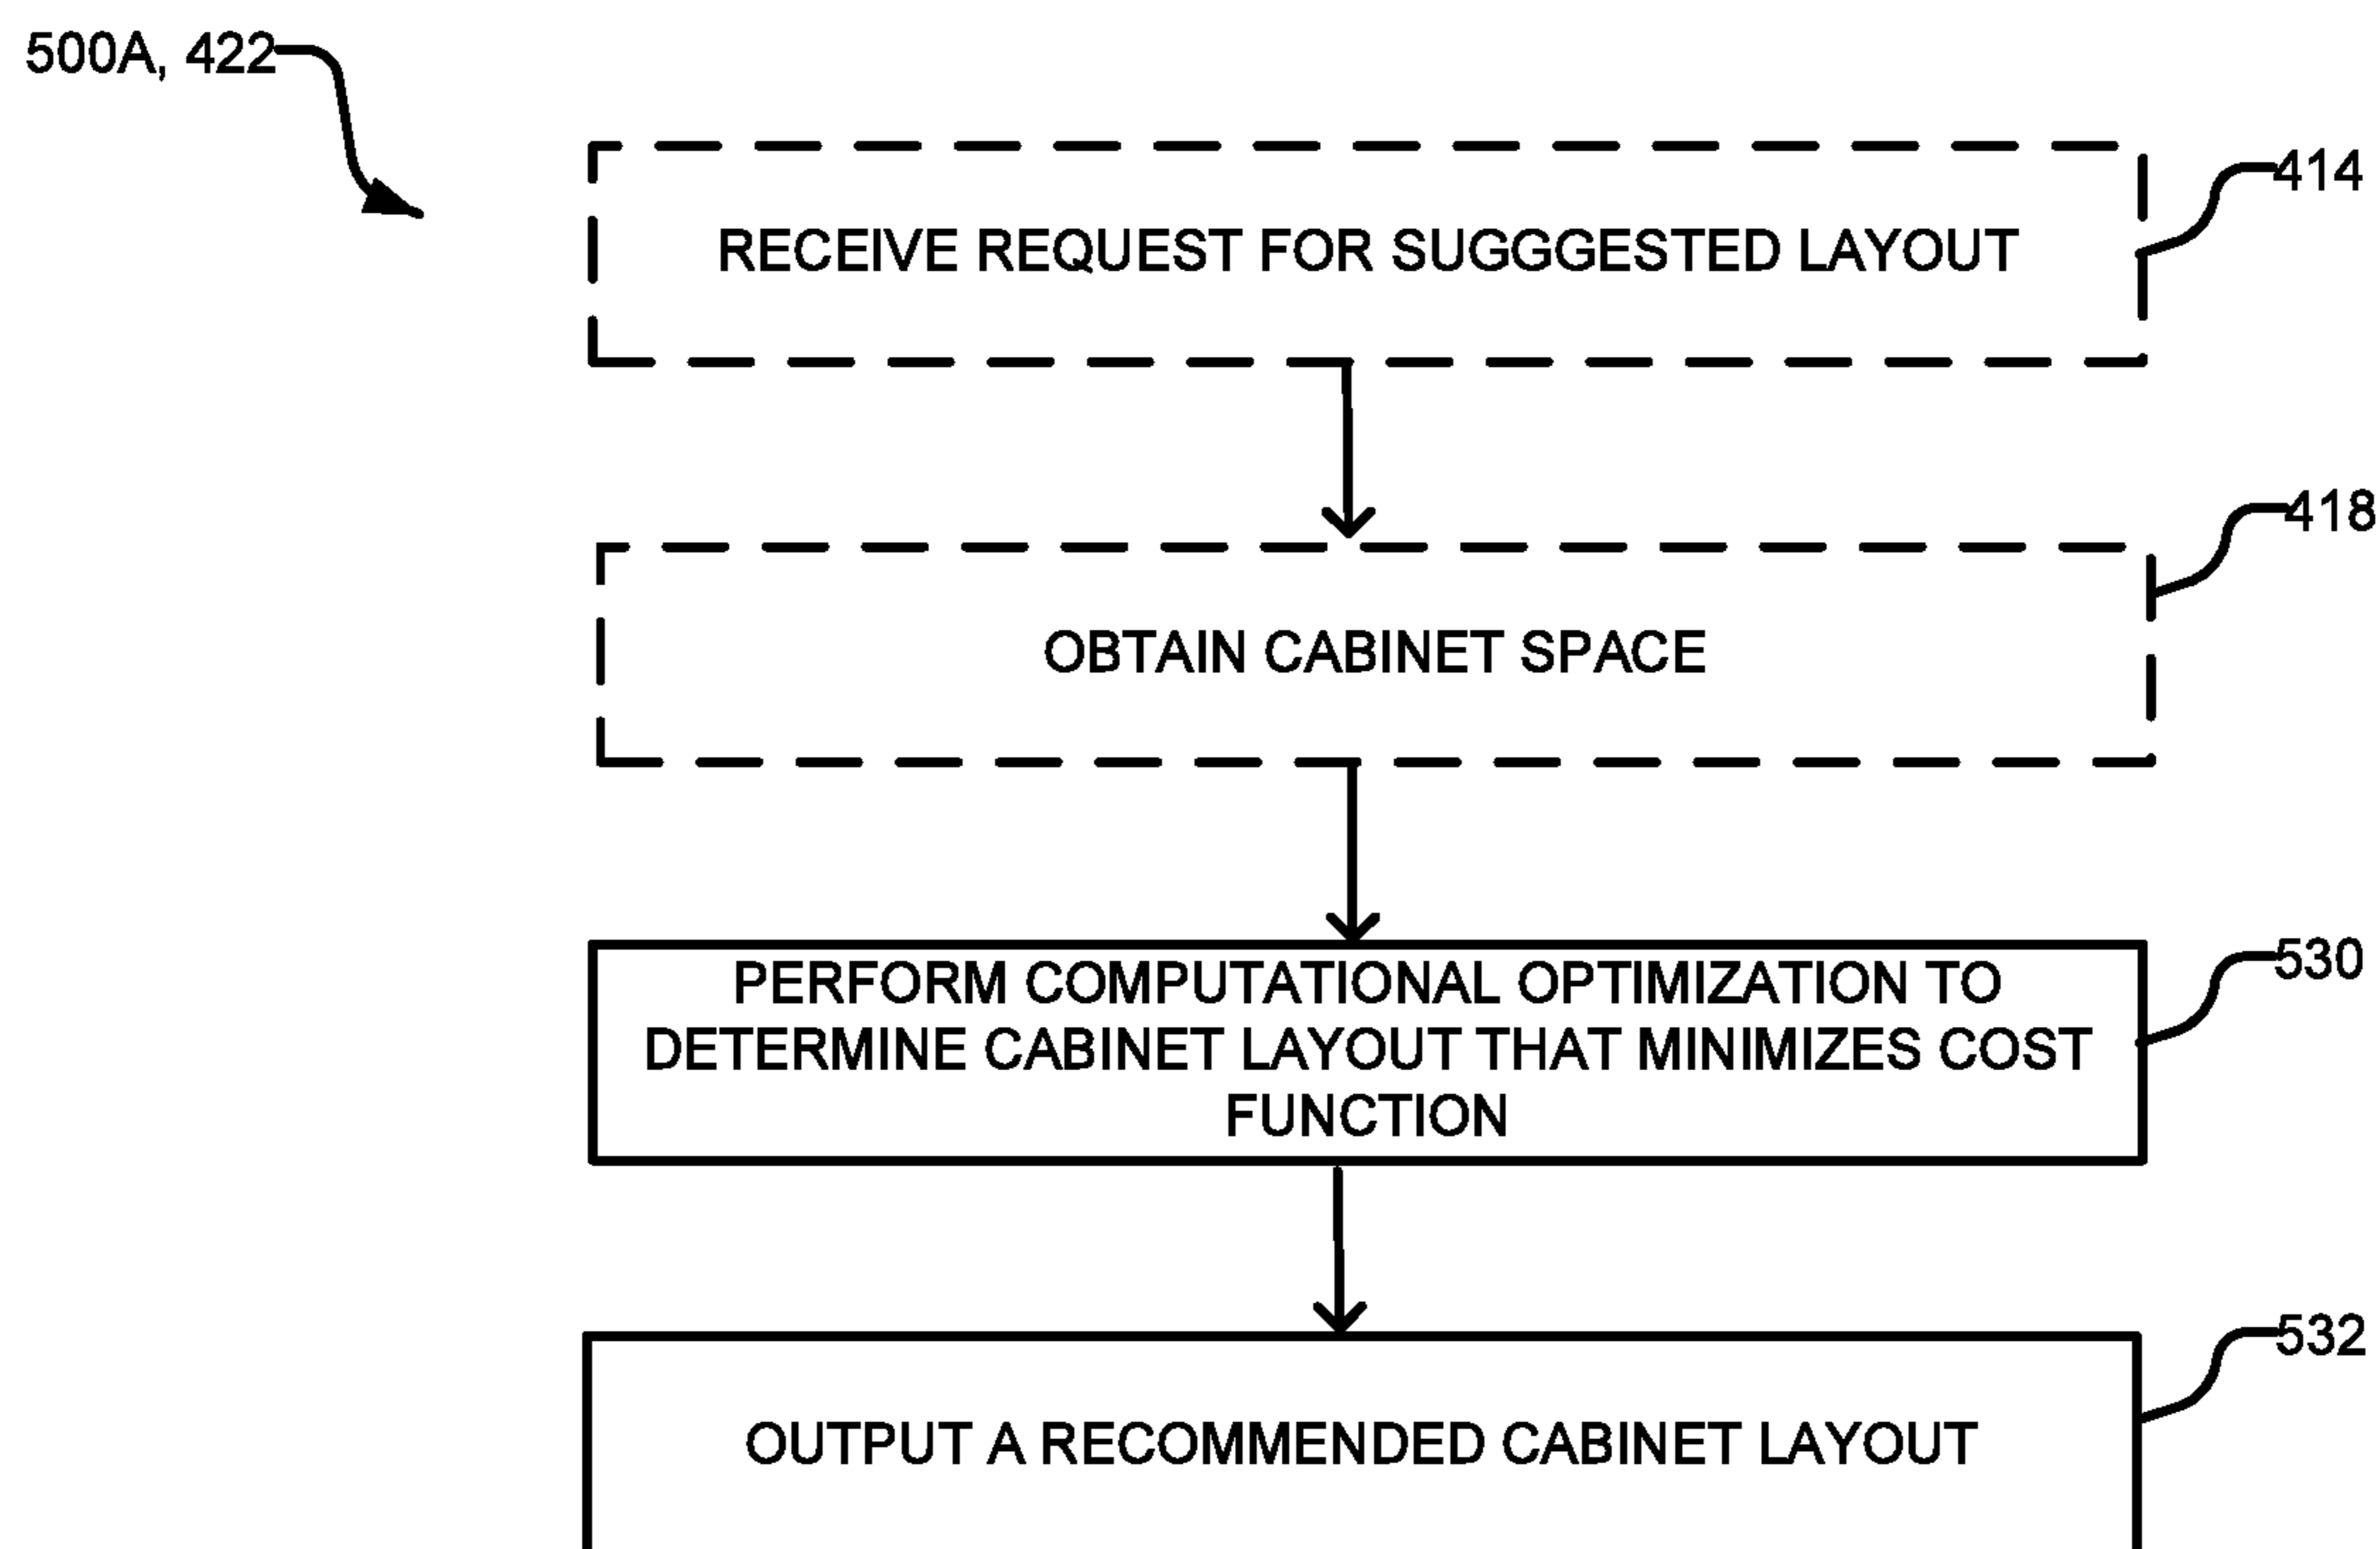 500A, 422
414
RECEIVE REQUEST FOR SUGGGESTED LAYOUT
418
OBTAIN CABINET SPACE
530
PERFORM COMPUTATIONAL OPTIMIZATION TO
DETERMINE CABINET LAYOUT THAT MINIMIZES COST
FUNCTION
532
OUTPUT A RECOMMENDED CABINET LAYOUT